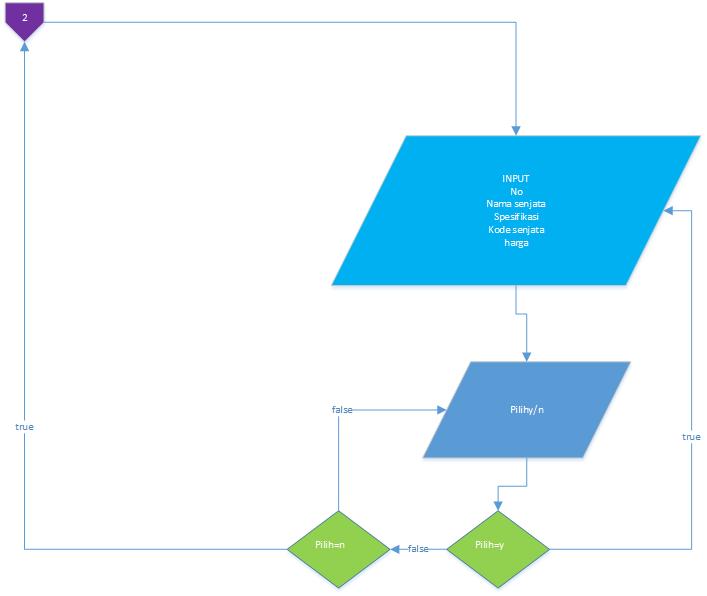 2
INPUT
No
Nama senjata
Spesifikasi
Kode senjata
harga
false
Pilihy/n
true
true
Pilih=n
false
Pilih=y